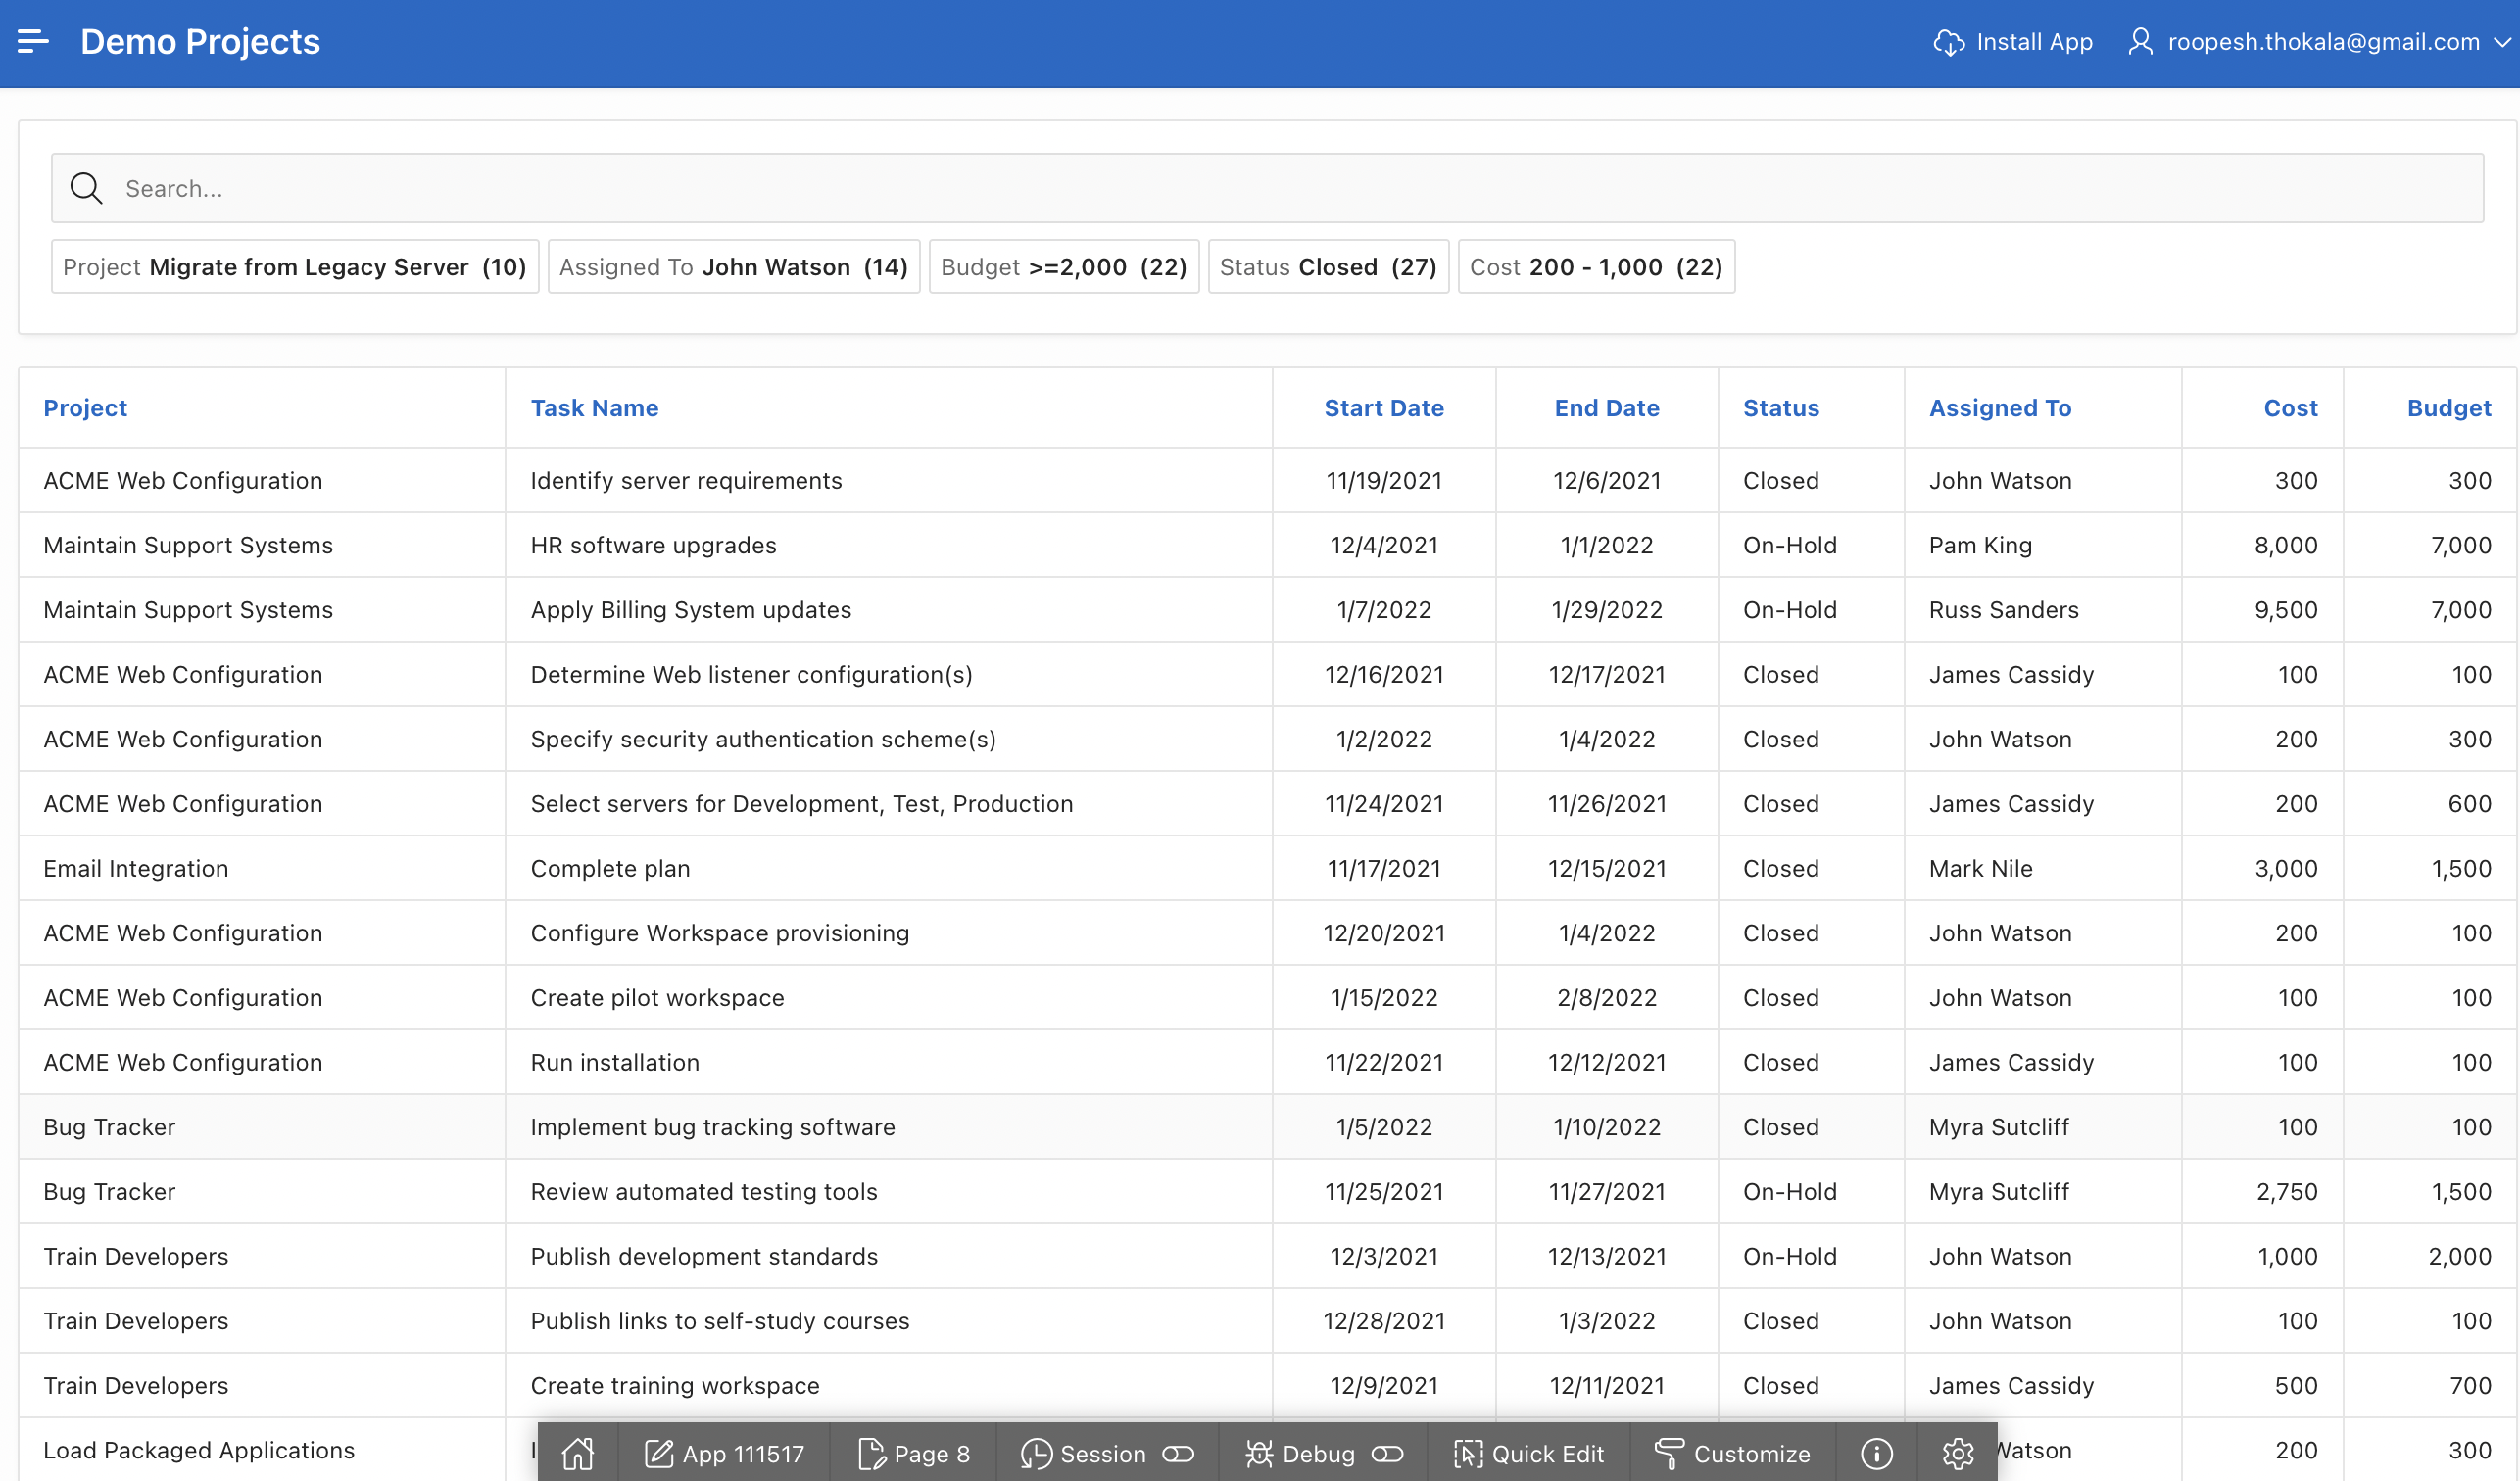 Demo Projects Install App roopesh.thokala@gmail.com
Search...
Project Migrate from Legacy Server (10) Assigned To John Watson (14) Budget >=2,000 (22) Status Closed (27) Cost 200 - 1,000 (22)
Project Task Name Start Date End Date Status Assigned To Cost Budget
ACME Web Configuration Identify server requirements 11/19/2021 12/6/2021 Closed John Watson 300 300
Maintain Support Systems HR software upgrades 12/4/2021 1/1/2022 On-Hold Pam King 8,000 7,000
Maintain Support Systems Apply Billing System updates 1/7/2022 1/29/2022 On-Hold Russ Sanders 9,500 7,000
ACME Web Configuration Determine Web listener configuration(s) 12/16/2021 12/17/2021 Closed James Cassidy 100 100
ACME Web Configuration Specify security authentication scheme(s) 1/2/2022 1/4/2022 Closed John Watson 200 300
ACME Web Configuration Select servers for Development, Test, Production 11/24/2021 11/26/2021 Closed James Cassidy 200 600
Email Integration Complete plan 11/17/2021 12/15/2021 Closed Mark Nile 3,000 1,500
ACME Web Configuration Configure Workspace provisioning 12/20/2021 1/4/2022 Closed John Watson 200 100
ACME Web Configuration Create pilot workspace 1/15/2022 2/8/2022 Closed John Watson 100 100
ACME Web Configuration Run installation 11/22/2021 12/12/2021 Closed James Cassidy 100 100
Bug Tracker Implement bug tracking software 1/5/2022 1/10/2022 Closed Myra Sutcliff 100 100
Bug Tracker Review automated testing tools 11/25/2021 11/27/2021 On-Hold Myra Sutcliff 2,750 1,500
Train Developers Publish development standards 12/3/2021 12/13/2021 On-Hold John Watson 1,000 2,000
Train Developers Publish links to self-study courses 12/28/2021 1/3/2022 Closed John Watson 100 100
Train Developers Create training workspace 12/9/2021 12/11/2021 Closed James Cassidy 500 700
Load Packaged Applications Watson 200 300
App 111517 Page 8 Session Debug Quick Edit Customize